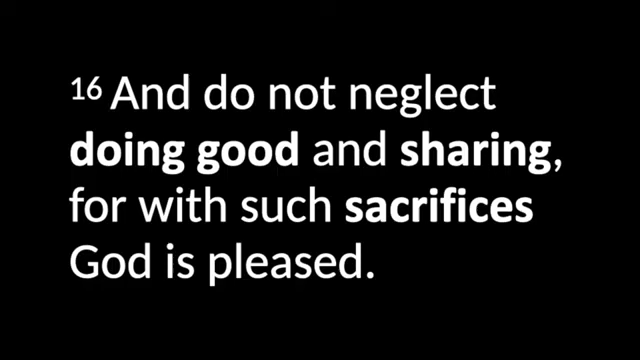 16 And do not neglect
doing good and sharing,
for with such sacrifices
God is pleased.